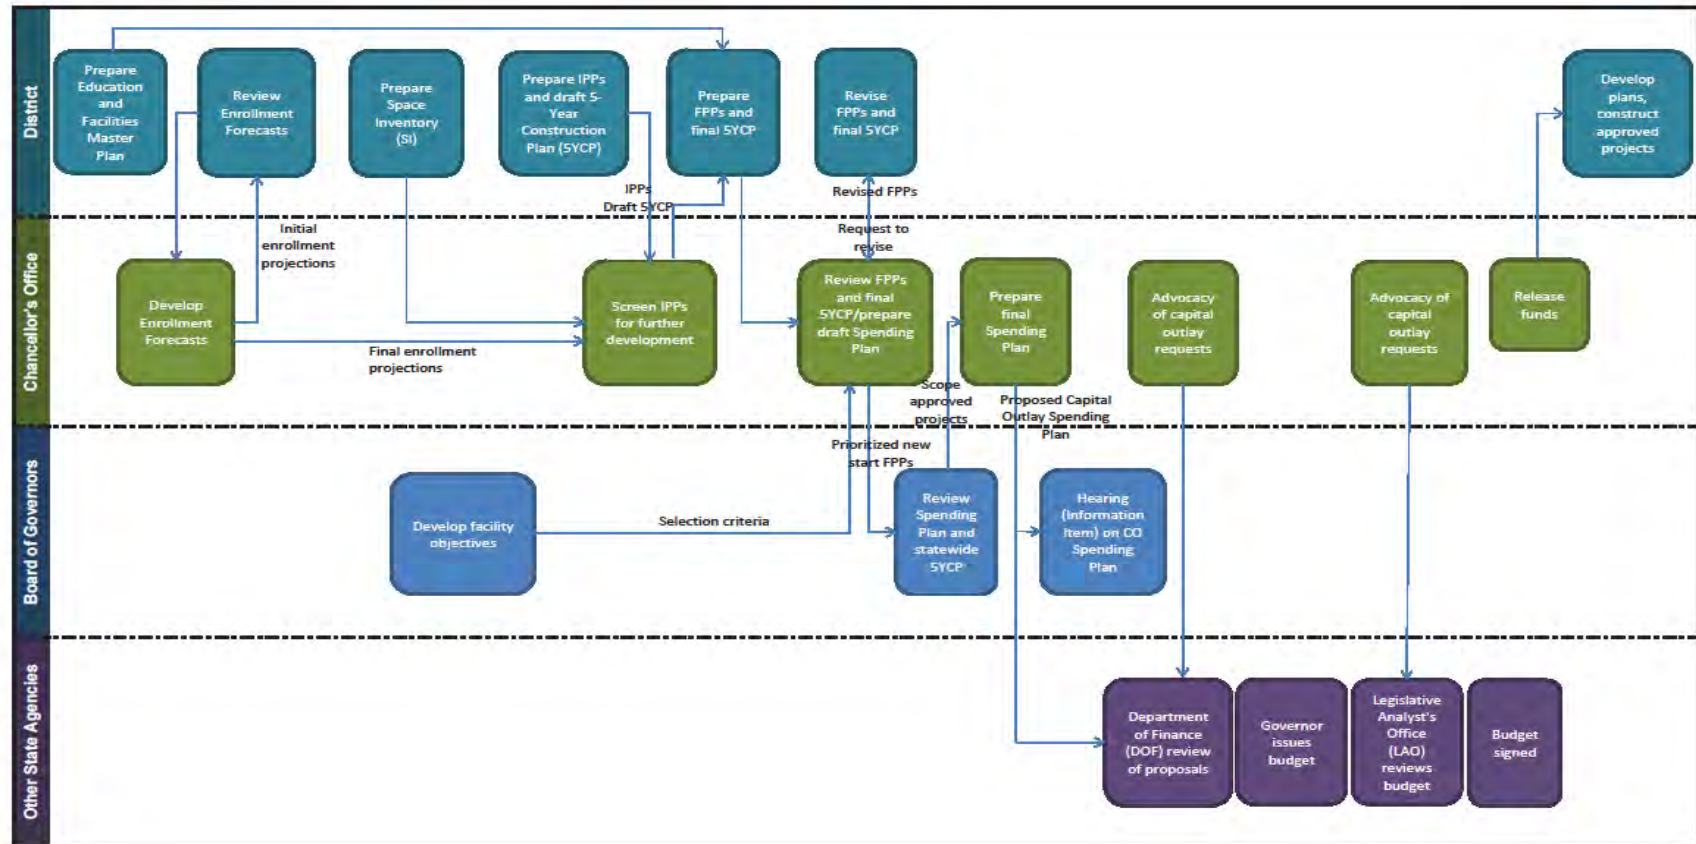 District
Prepare
Education
and
Facilities
Master
Plan
Review
Enrollment
Forecasts
Prepare
Space
Inventory
(SI)
Prepare IPPs
and draft 5-
Year
Construction
Plan (5YCP)
Prepare
FPPs and
final 5YCP
Revise
FPPs and
final 5YCP
Develop
plans,
construct
approved
projects
IPPs
Draft 5YCP
Revised FPPs
Chancellor's Office
Initial
enrollment
projections
Request to
revise
Develop
Enrollment
Forecasts
Final enrollment
projections
Screen IPPs
for further
development
Review FPPs
and final
5YCP/prepare
draft Spending
Plan
Prepare
final
Spending
Plan
Advocacy
of capital
outlay
requests
Advocacy of
capital
outlay
requests
Release
funds
Scope
approved
projects
Proposed Capital
Outlay Spending
Plan
Board of Governors
Prioritized new
start FPPs
Develop facility
objectives
Selection criteria
Review
Spending
Plan and
statewide
5YCP
Hearing
(Information
Item) on CO
Spending
Plan
Other State Agencies
Department
of Finance
(DOF) review
of proposals
Governor
issues
budget
Legislative
Analyst's
Office
(LAO)
reviews
budget
Budget
signed